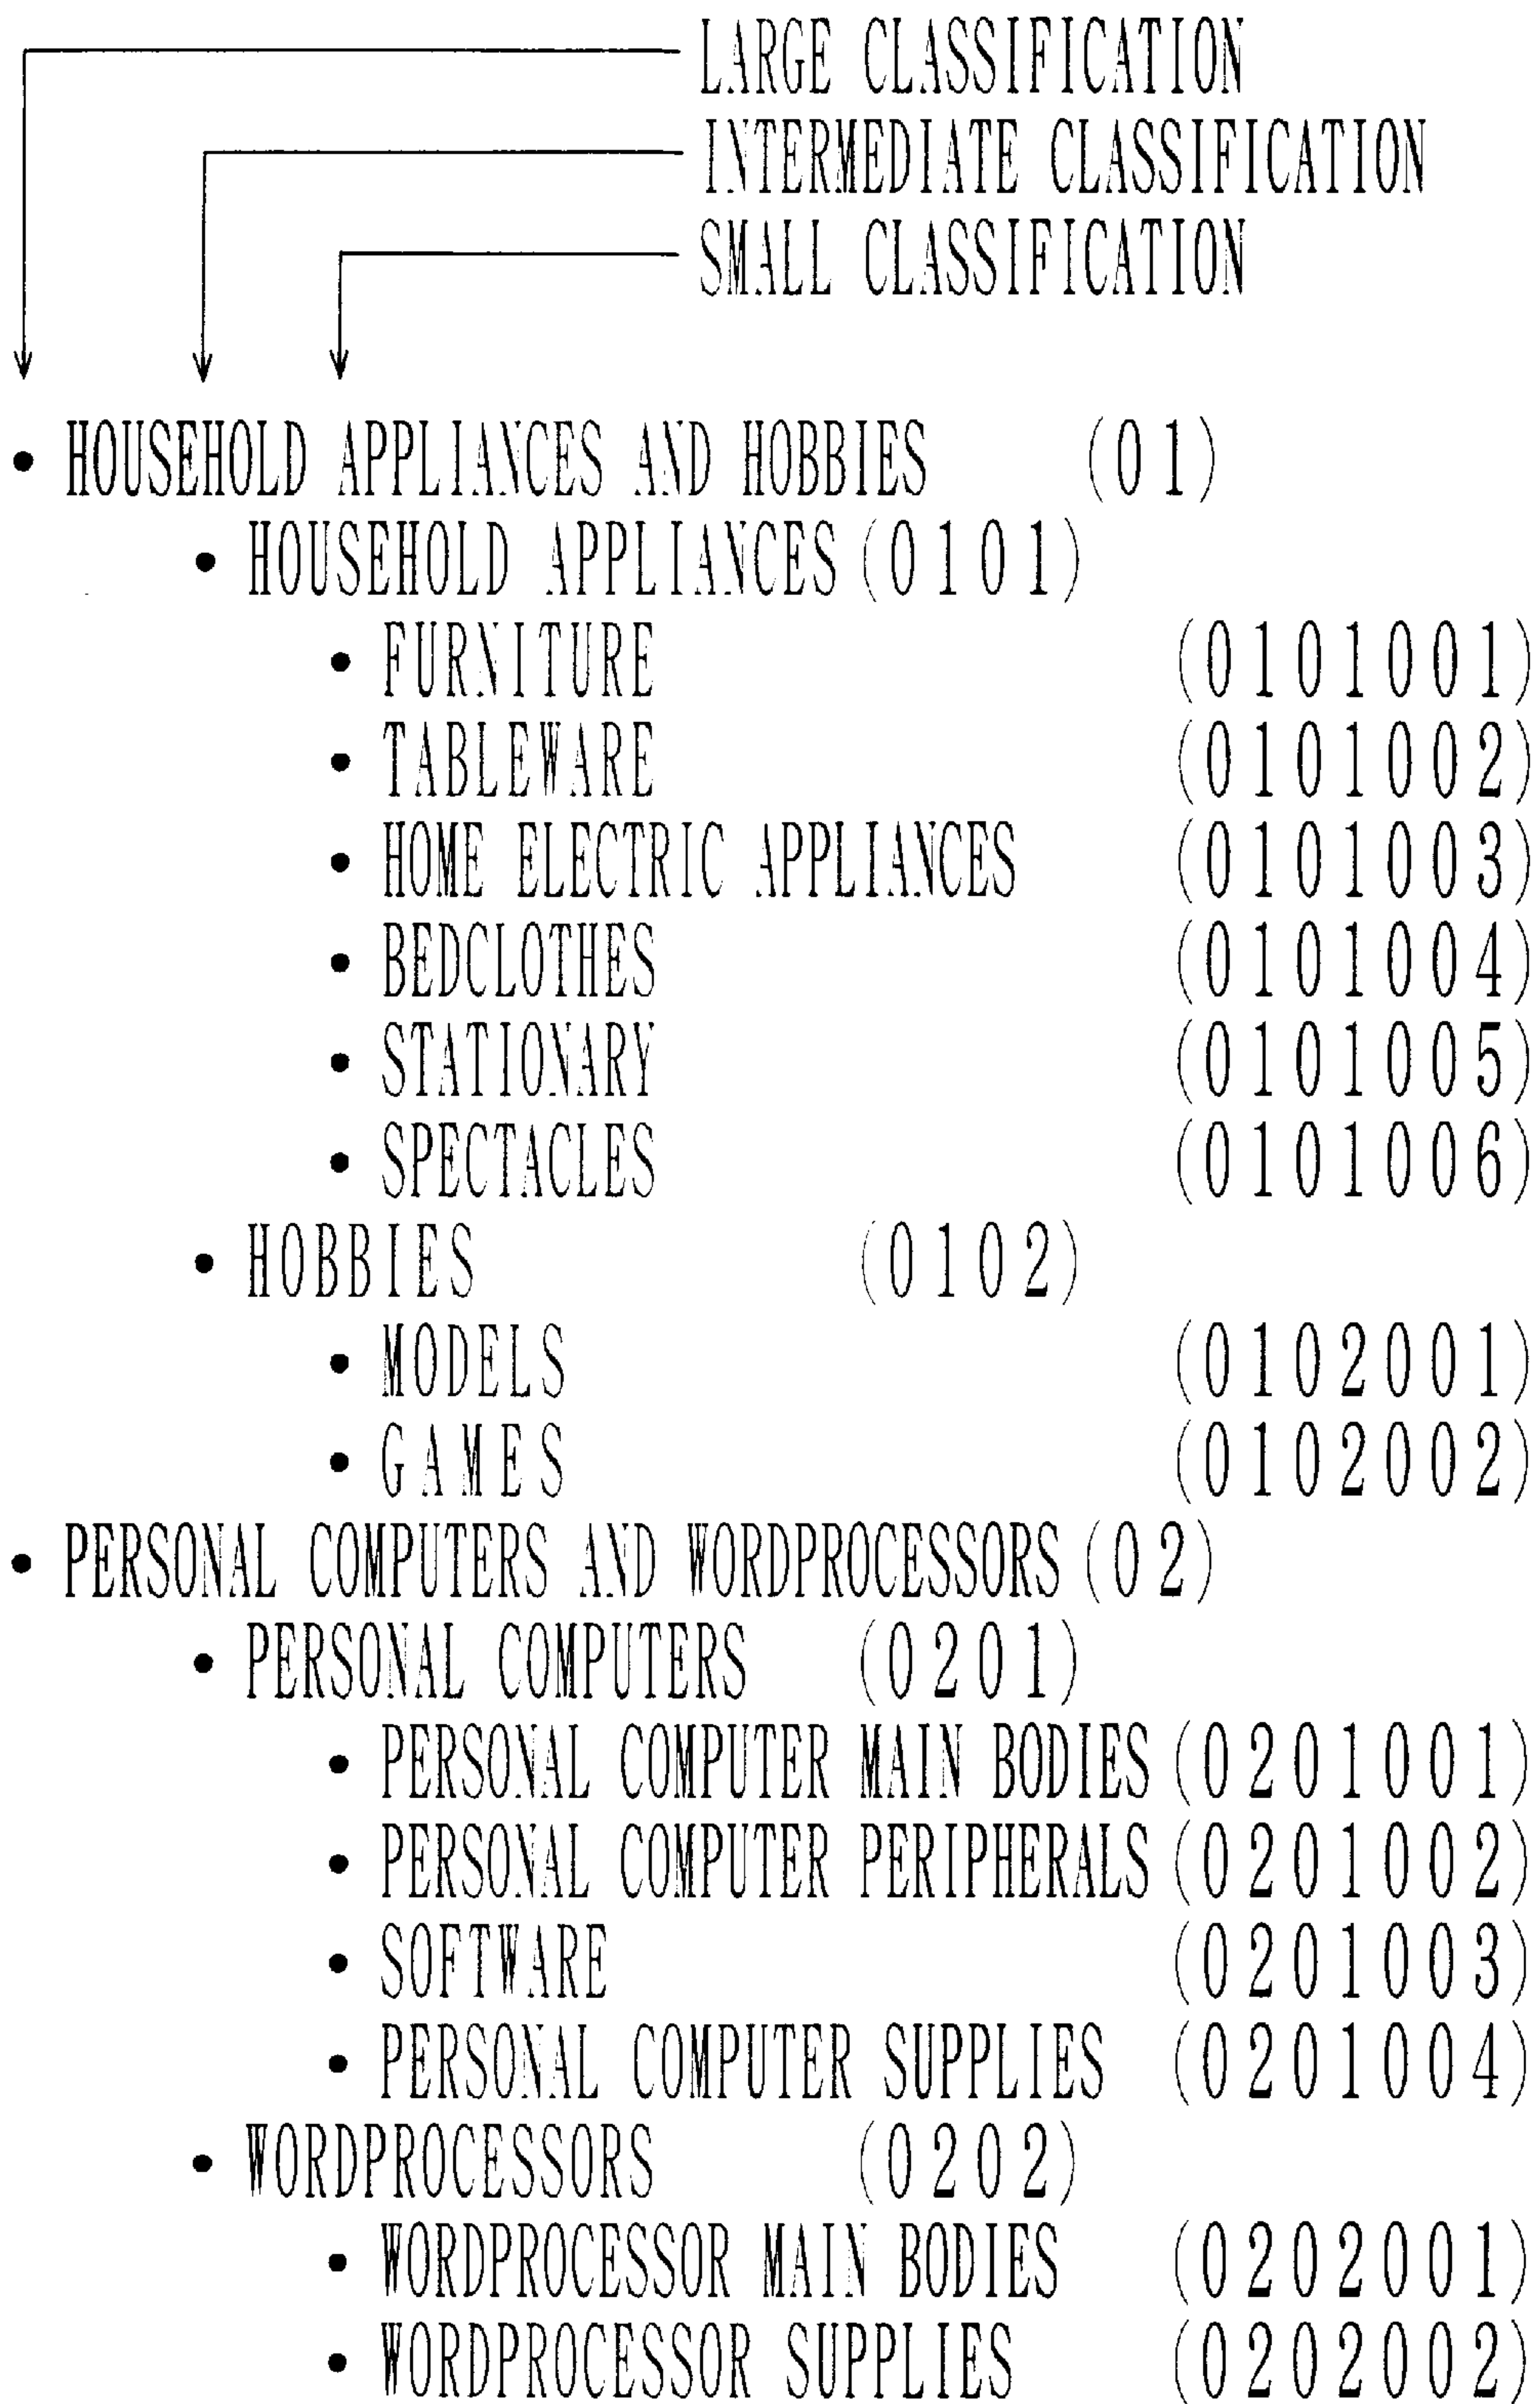 LARGE CLASSIFICATION
INTERMEDIATE CLASSIFICATION
SMALL CLASSIFICATION
• HOUSEHOLD APPLIANCES AND HOBBIES (01)
• HOUSEHOLD APPLIANCES (0101)
• FURNITURE (0101001)
• TABLEWARE (0101002)
• HOME ELECTRIC APPLIANCES (0101003)
• BEDCLOTHES (0101004)
• STATIONARY (0101005)
• SPECTACLES (0101006)
• HOBBIES (0102)
• MODELS (0102001)
• GAMES (0102002)
• PERSONAL COMPUTERS AND WORDPROCESSORS (02)
• PERSONAL COMPUTERS (0201)
• PERSONAL COMPUTER MAIN BODIES (0201001)
• PERSONAL COMPUTER PERIPHERALS (0201002)
• SOFTWARE (0201003)
• PERSONAL COMPUTER SUPPLIES (0201004)
• WORDPROCESSORS (0202)
• WORDPROCESSOR MAIN BODIES (0202001)
• WORDPROCESSOR SUPPLIES (0202002)